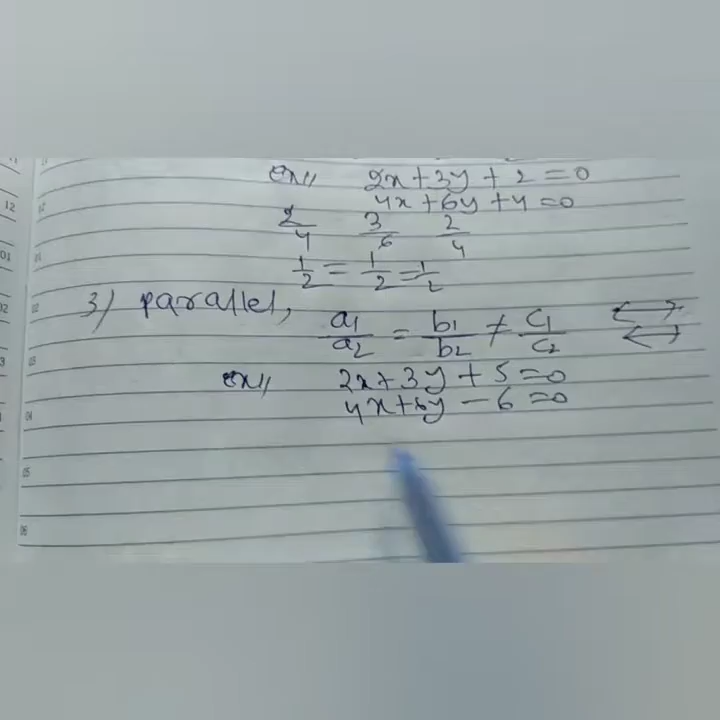 ex,, 2x+3y+2=0
4x+6y+4=0
2/4 3/6 2/4
1/2 = 1/2 = 1/2
3) parallel, a1/a2 = b1/b2 ≠ c1/c2
ex,, 2x+3y+5=0
4x+6y-6=0